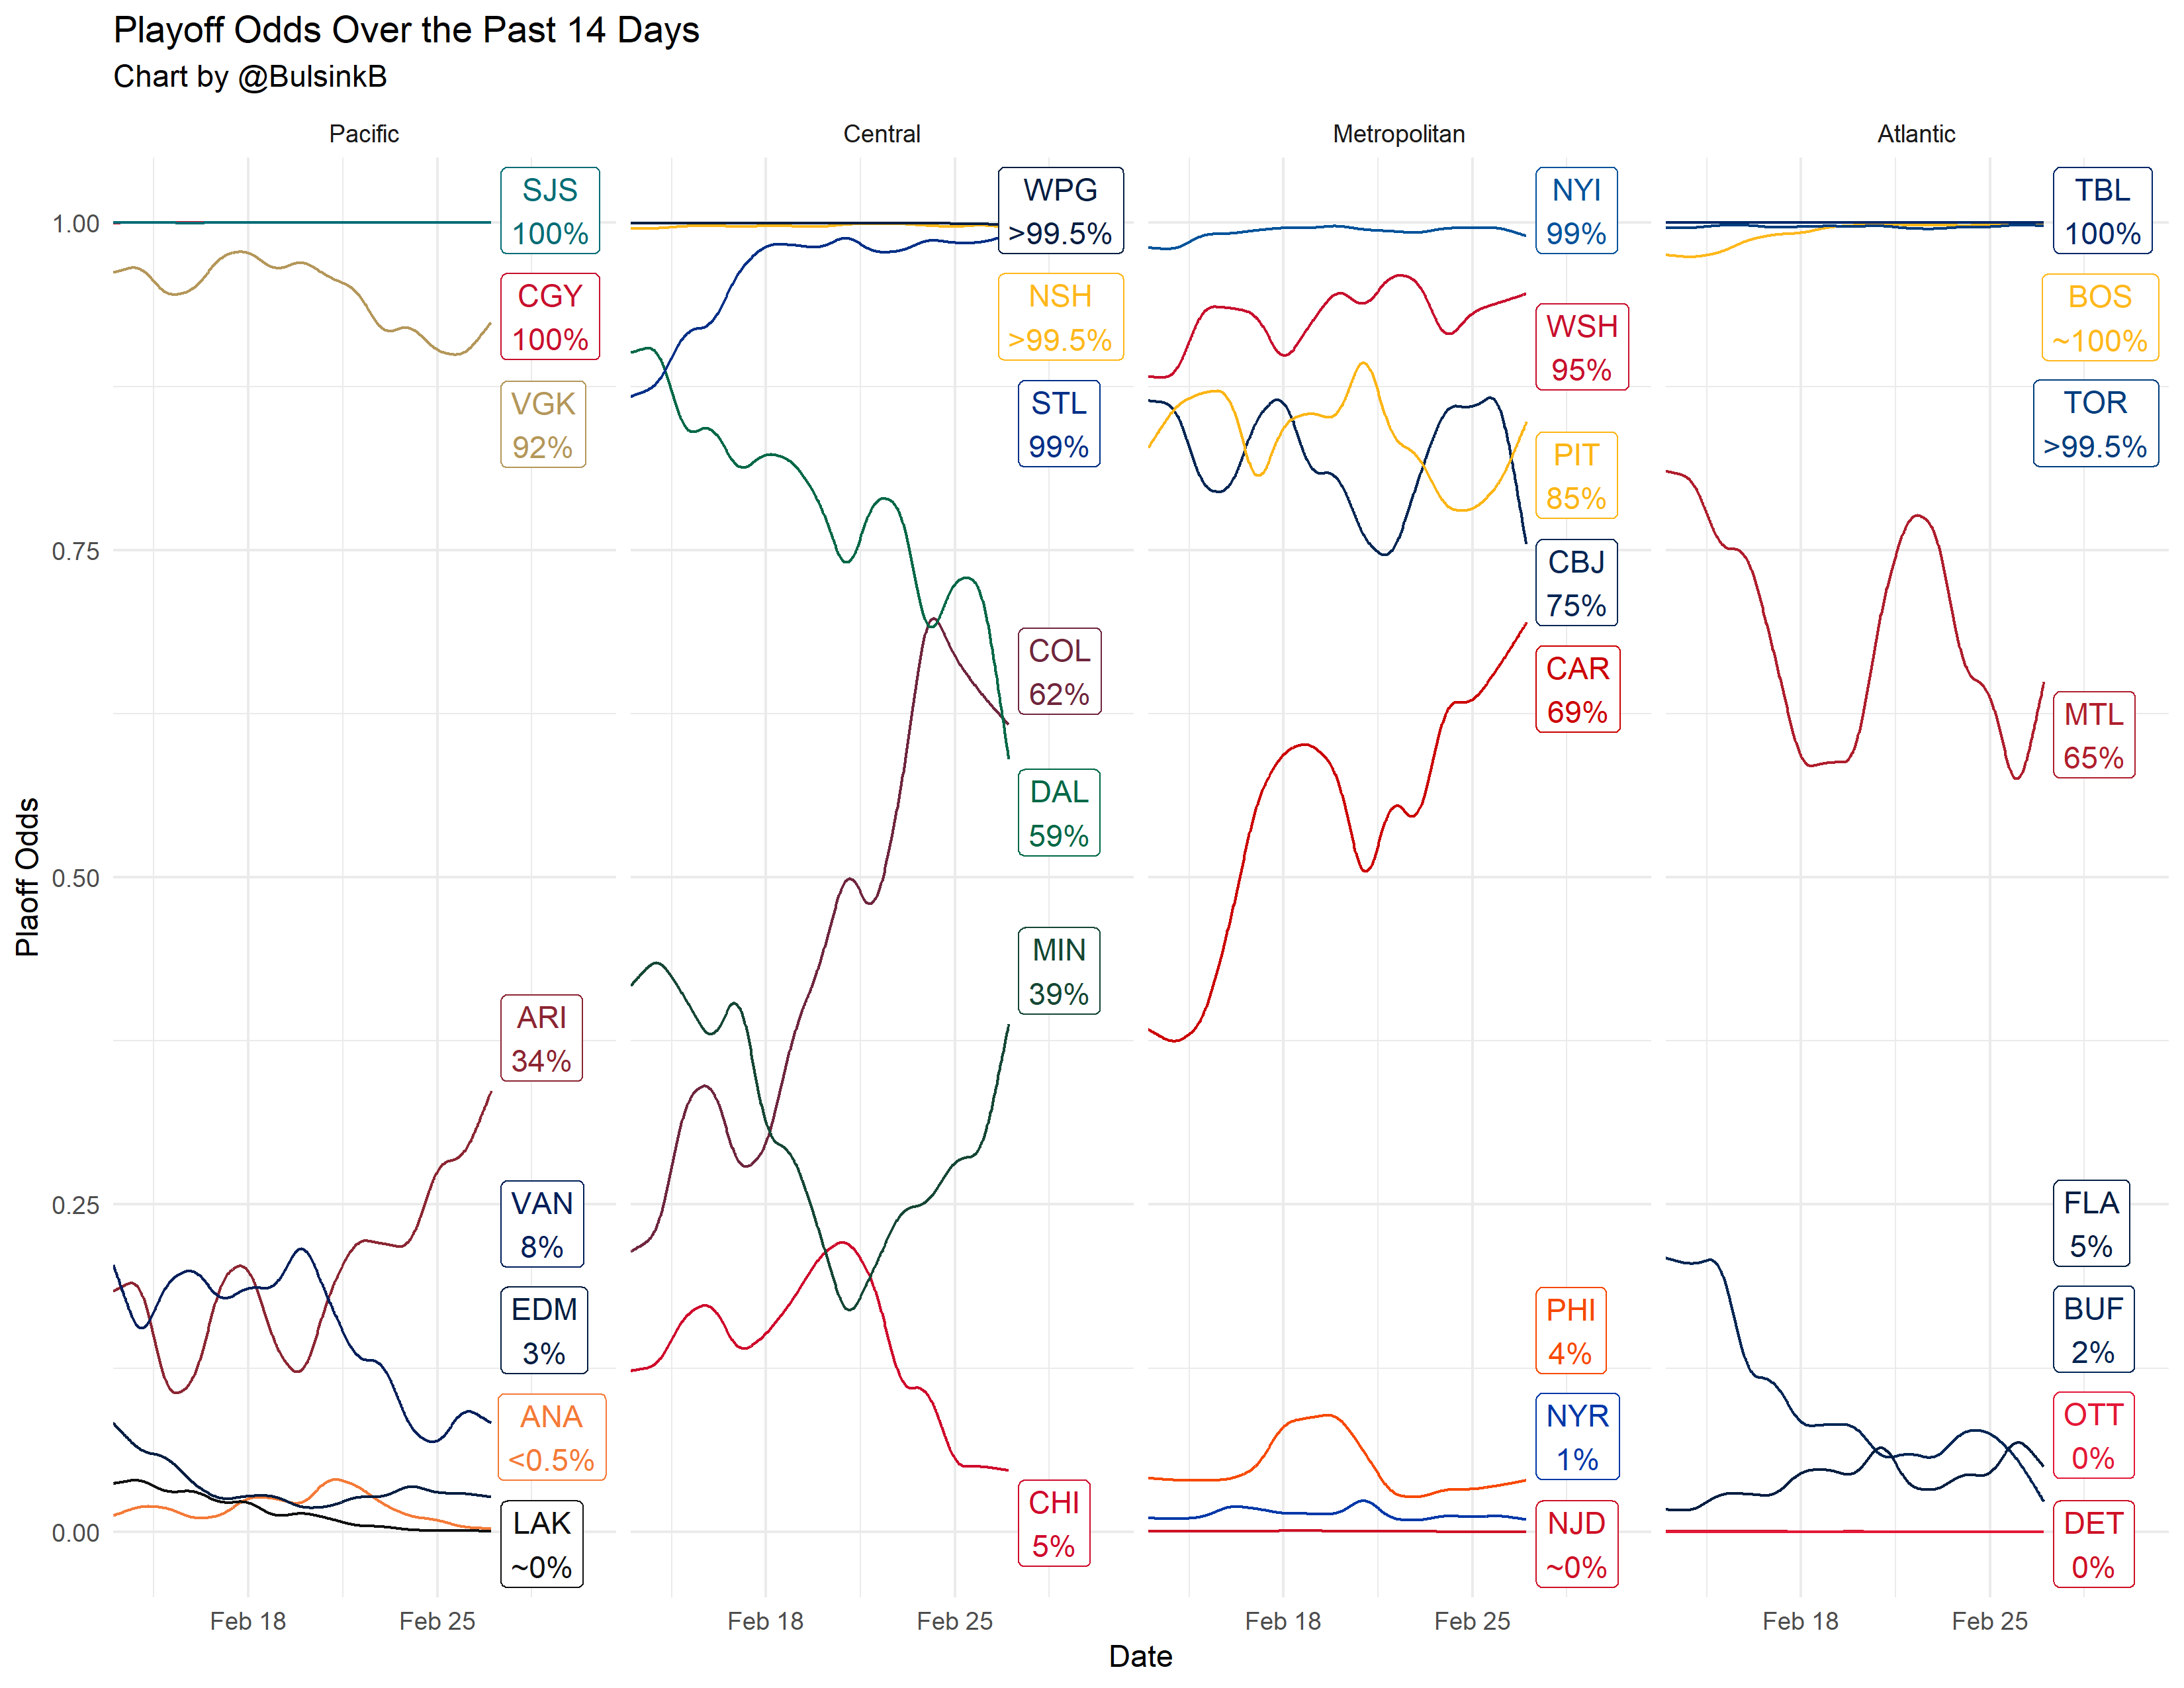 Playoff Odds Over the Past 14 Days
Chart by @BulsinkB
Pacific
Central
Metropolitan
Atlantic
Plaoff Odds
1.00
0.75
0.50
0.25
0.00
SJS
100%
CGY
100%
VGK
92%
ARI
34%
VAN
8%
EDM
3%
ANA
<0.5%
LAK
~0%
WPG
>99.5%
NSH
>99.5%
STL
99%
COL
62%
DAL
59%
MIN
39%
CHI
5%
NYI
99%
WSH
95%
PIT
85%
CBJ
75%
CAR
69%
PHI
4%
NYR
1%
NJD
~0%
TBL
100%
BOS
~100%
TOR
>99.5%
MTL
65%
FLA
5%
BUF
2%
OTT
0%
DET
0%
Feb 18
Feb 25
Feb 18
Feb 25
Feb 18
Feb 25
Feb 18
Feb 25
Date